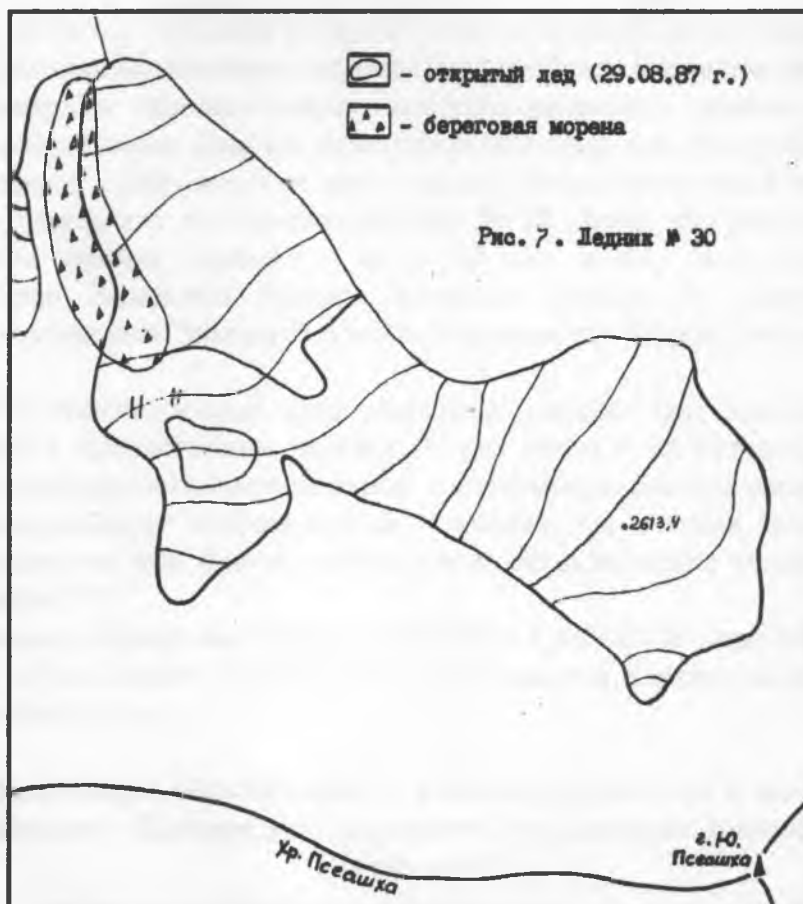 - открытый лед (29.08.87 г.)
- береговая морена
Рис. 7. Ледник № 30
.2613,4
Хр. Псеашха
г. Ю.
Псеашха